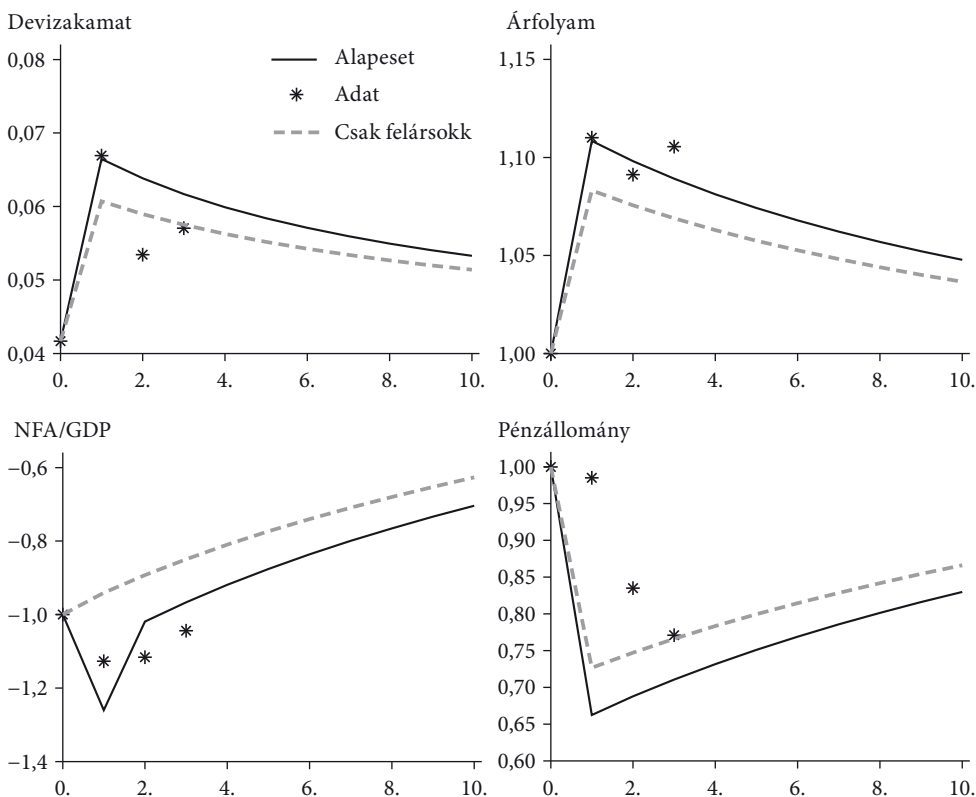 Devizakamat
0,08
0,07
0,06
0,05
0,04
0. 2. 4. 6. 8. 10.
Alapeset
Adat
Csak felársokk
Árfolyam
1,15
1,10
1,05
1,00
0. 2. 4. 6. 8. 10.
NFA/GDP
−0,6
−0,8
−1,0
−1,2
−1,4
0. 2. 4. 6. 8. 10.
Pénzállomány
1,00
0,95
0,90
0,85
0,80
0,75
0,70
0,65
0,60
0. 2. 4. 6. 8. 10.